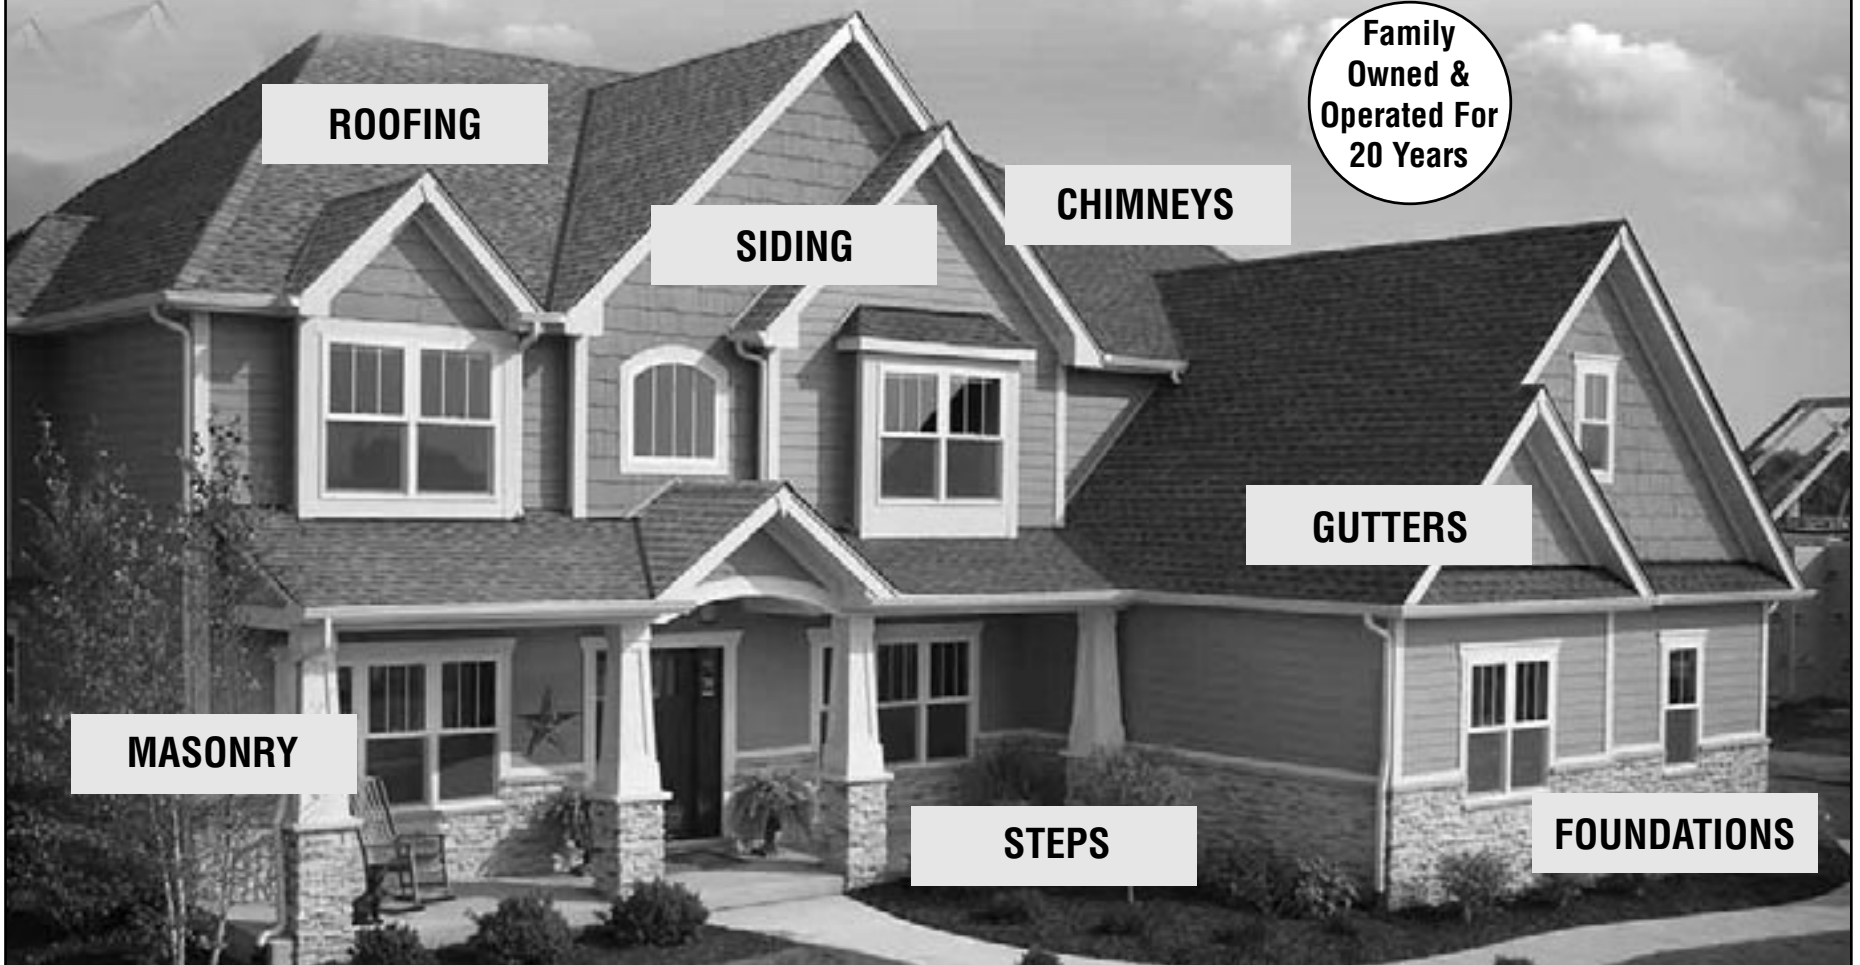 Family
Owned &
Operated For
20 Years
ROOFING
CHIMNEYS
SIDING
GUTTERS
MASONRY
STEPS
FOUNDATIONS